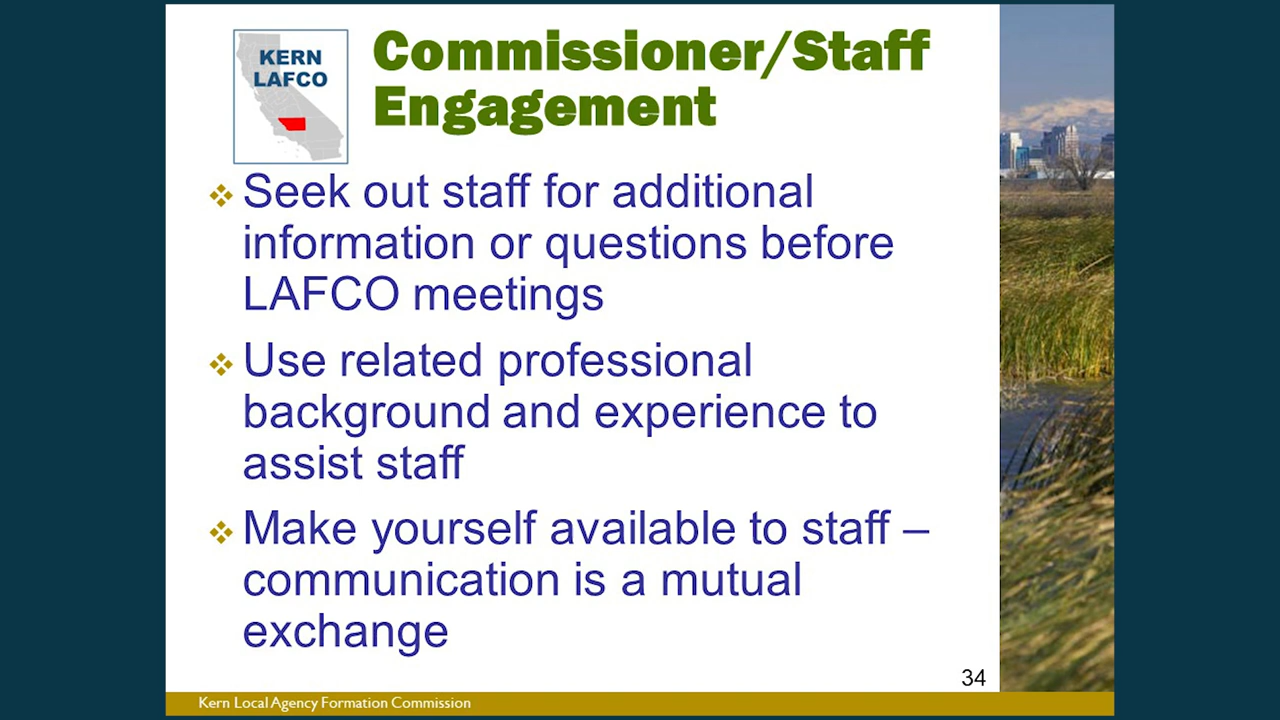 KERN
LAFCO
Commissioner/Staff
Engagement
❖ Seek out staff for additional
information or questions before
LAFCO meetings
❖ Use related professional
background and experience to
assist staff
❖ Make yourself available to staff –
communication is a mutual
exchange
34
Kern Local Agency Formation Commission